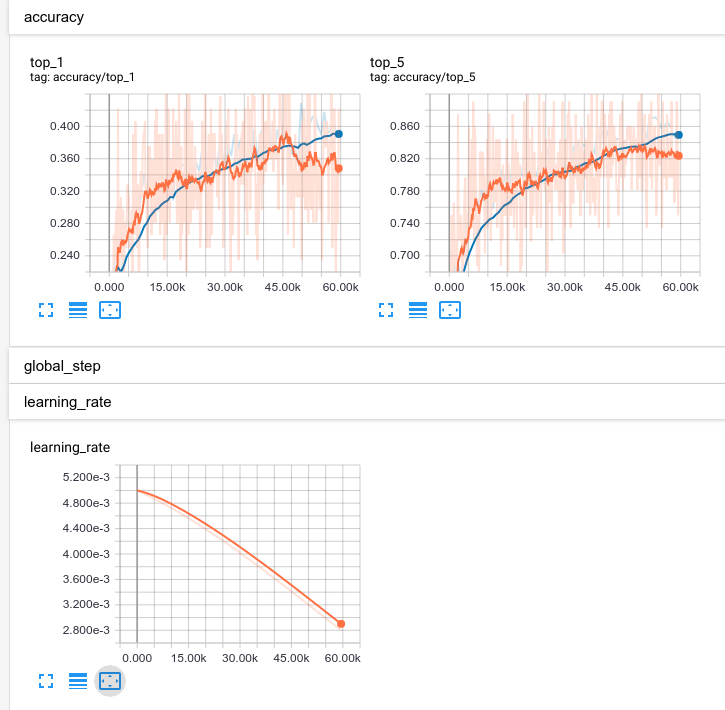 accuracy
top_1
tag: accuracy/top_1
0.400
0.360
0.320
0.280
0.240
0.000 15.00k 30.00k 45.00k 60.00k
top_5
tag: accuracy/top_5
0.860
0.820
0.780
0.740
0.700
0.000 15.00k 30.00k 45.00k 60.00k
global_step
learning_rate
learning_rate
5.200e-3
4.800e-3
4.400e-3
4.000e-3
3.600e-3
3.200e-3
2.800e-3
0.000 15.00k 30.00k 45.00k 60.00k